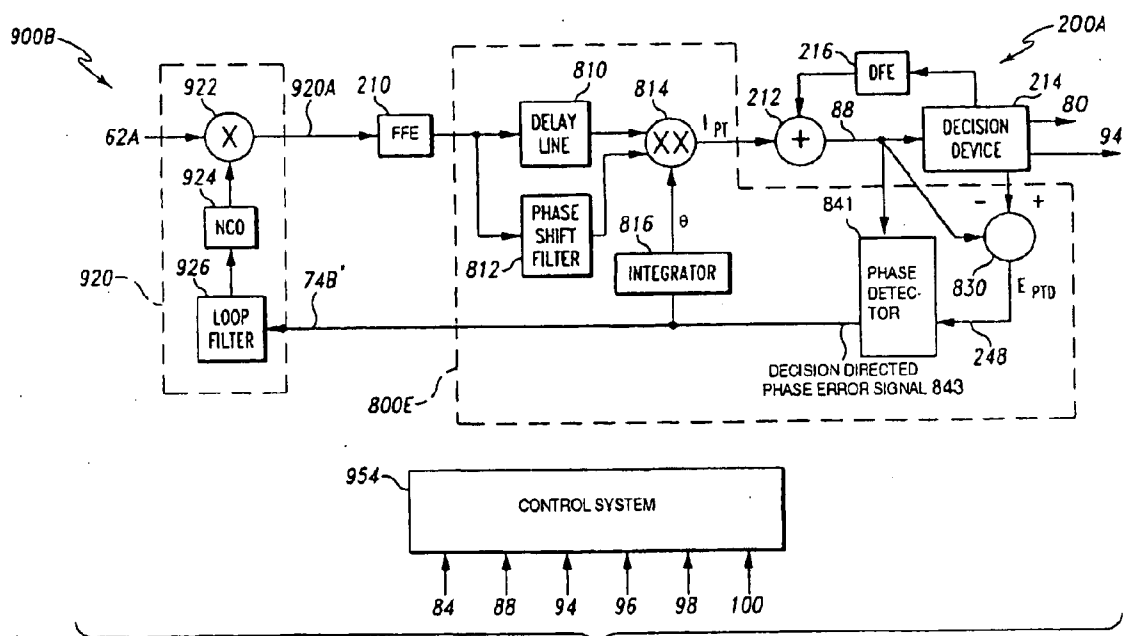 900B
200A
922
920A
210
810
814
216
DFE
214
212
80
62A
X
FFE
DELAY
LINE
XX
I PT
+
88
DECISION
DEVICE
94
924
NCO
926
PHASE
SHIFT
FILTER
812
θ
816
INTEGRATOR
841
- +
830
PHASE
DETEC-
TOR
E PTD
920
LOOP
FILTER
74B'
248
800E
DECISION DIRECTED
PHASE ERROR SIGNAL 843
954
CONTROL SYSTEM
84 88 94 96 98 100